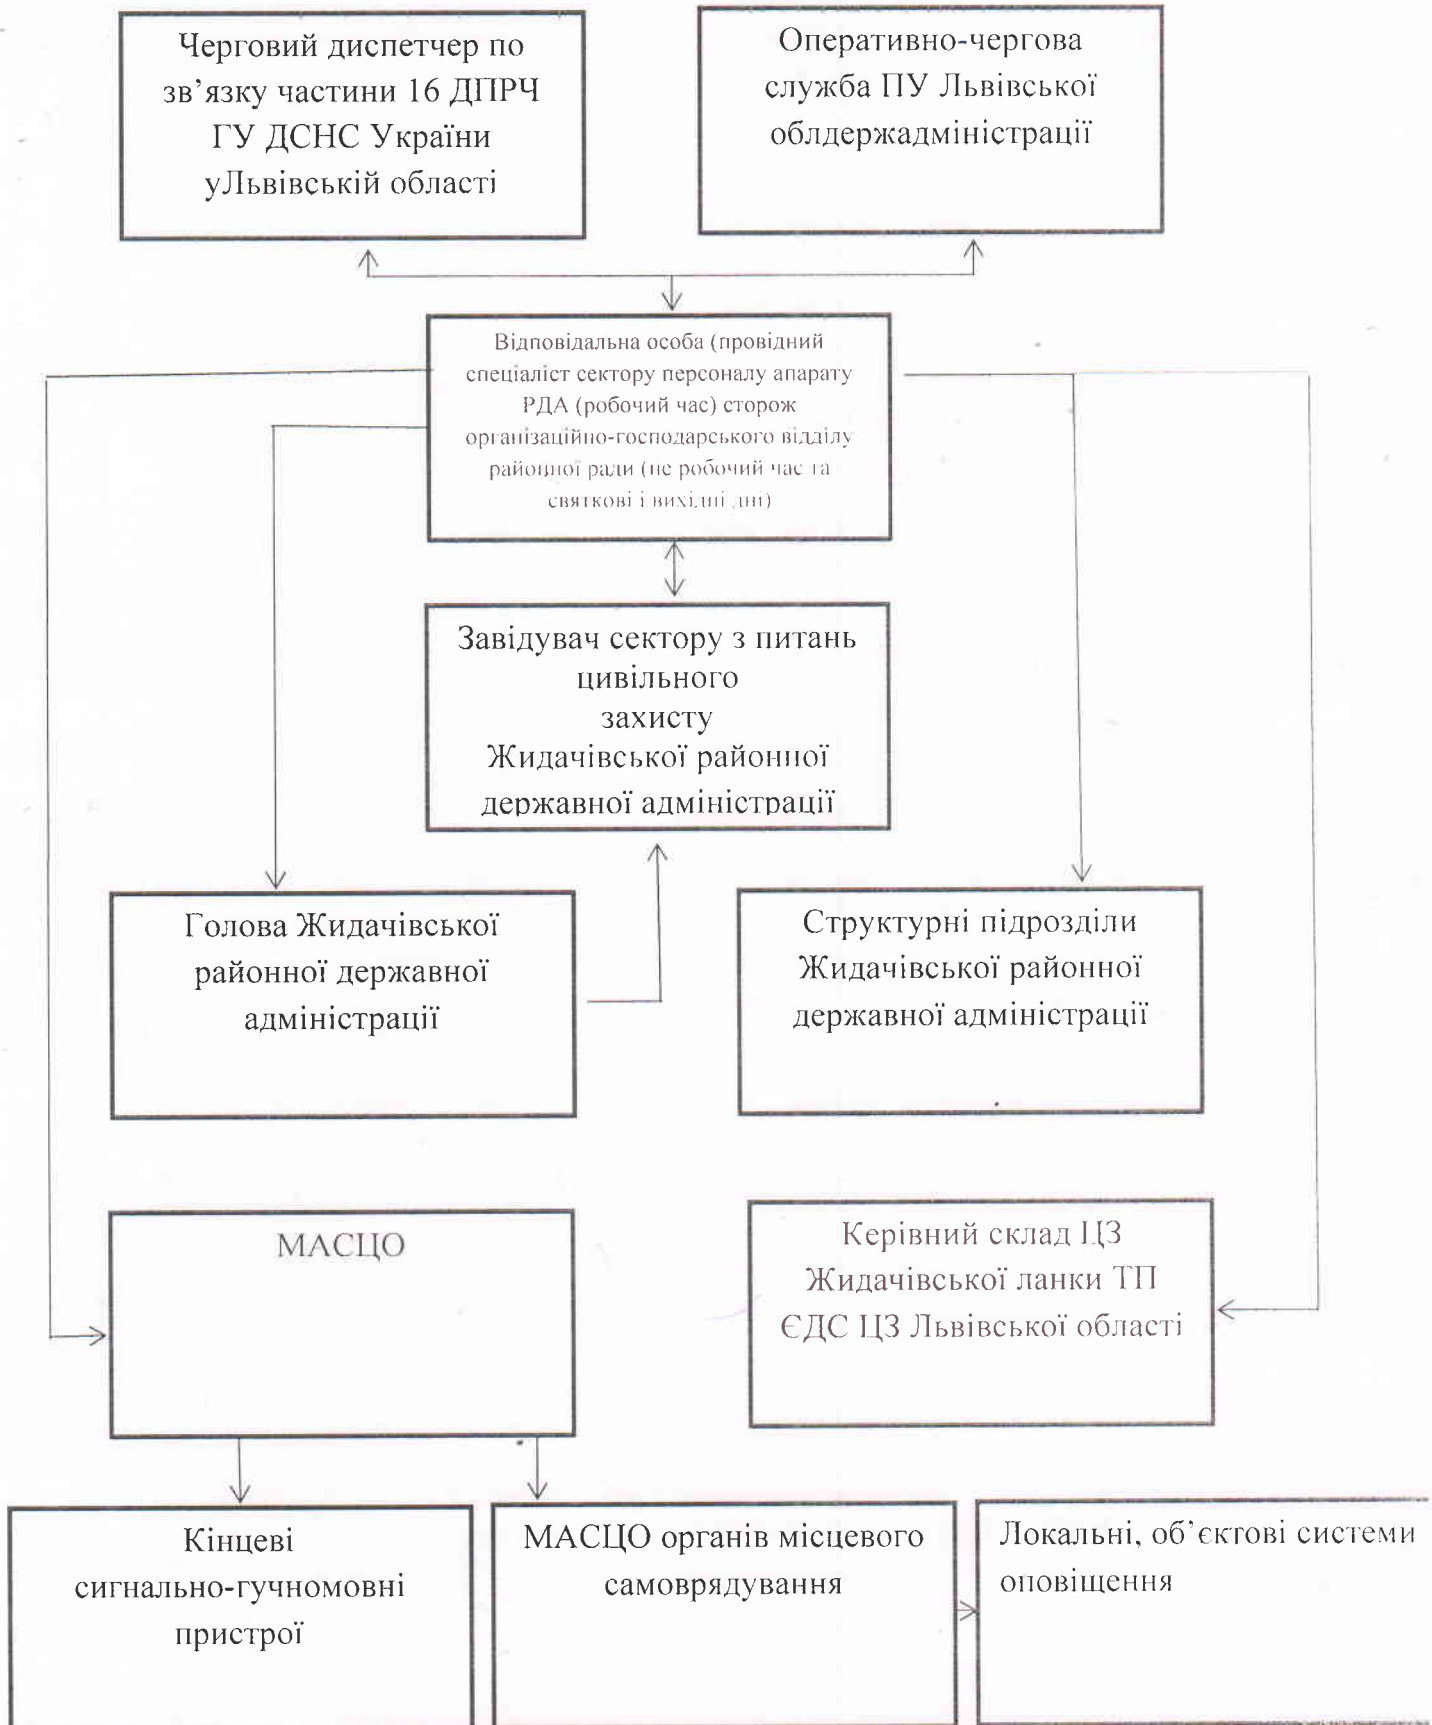 Черговий диспетчер по
зв’язку частини 16 ДПРЧ
ГУ ДСНС України
уЛьвівській області
Оперативно-чергова
служба ПУ Львівської
облдержадміністрації
Відповідальна особа (провідний
спеціаліст сектору персоналу апарату
РДА (робочий час) сторож
організаційно-господарського відділу
районної ради (не робочий час та
святкові і вихідні дні)
Завідувач сектору з питань
цивільного
захисту
Жидачівської районної
державної адміністрації
Голова Жидачівської
районної державної
адміністрації
Структурні підрозділи
Жидачівської районної
державної адміністрації
МАСЦО
Керівний склад ЦЗ
Жидачівської ланки ТП
ЄДС ЦЗ Львівської області
Кінцеві
сигнально-гучномовні
пристрої
МАСЦО органів місцевого
самоврядування
Локальні, об’єктові системи
оповіщення